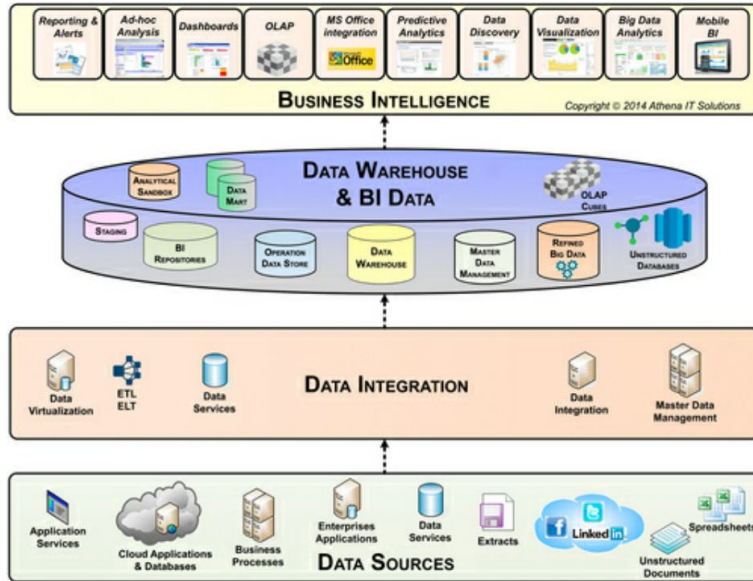 Reporting & Alerts
Ad-hoc Analysis
Dashboards
OLAP
MS Office integration
Predictive Analytics
Data Discovery
Data Visualization
Big Data Analytics
Mobile BI
Office
BUSINESS INTELLIGENCE
Copyright © 2014 Athena IT Solutions
DATA WAREHOUSE
& BI DATA
ANALYTICAL
SANDBOX
DATA
MART
OLAP
CUBES
STAGING
BI
REPOSITORIES
OPERATION
DATA STORE
DATA
WAREHOUSE
MASTER
DATA
MANAGEMENT
REFINED
BIG DATA
UNSTRUCTURED
DATABASES
Data
Virtualization
ETL
ELT
Data
Services
DATA INTEGRATION
Data
Integration
Master Data
Management
Application
Services
Cloud Applications
& Databases
Business
Processes
Enterprises
Applications
Data
Services
Extracts
f
Linked in
Unstructured
Documents
Spreadsheets
DATA SOURCES